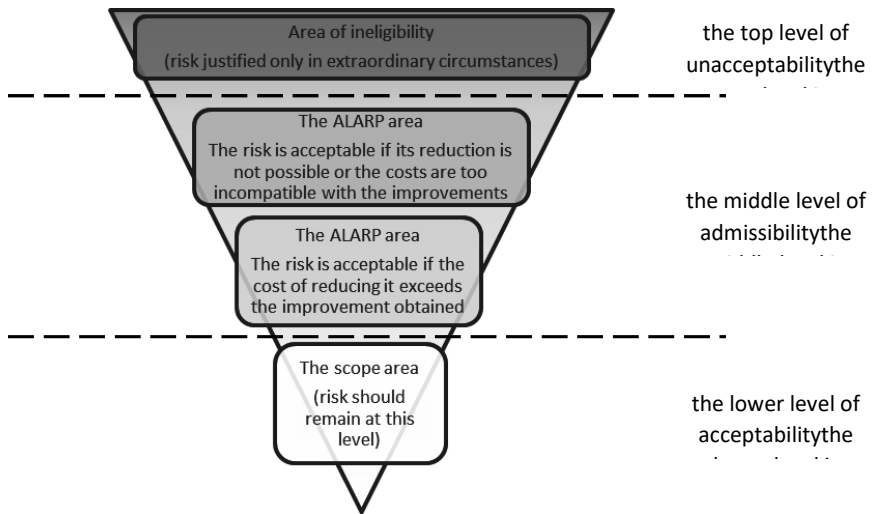 Area of ineligibility
(risk justified only in extraordinary circumstances)
the top level of
unacceptabilitythe
The ALARP area
The risk is acceptable if its reduction is
not possible or the costs are too
incompatible with the improvements
the middle level of
admissibilitythe
The ALARP area
The risk is acceptable if the
cost of reducing it exceeds
the improvement obtained
The scope area
(risk should
remain at this
level)
the lower level of
acceptabilitythe